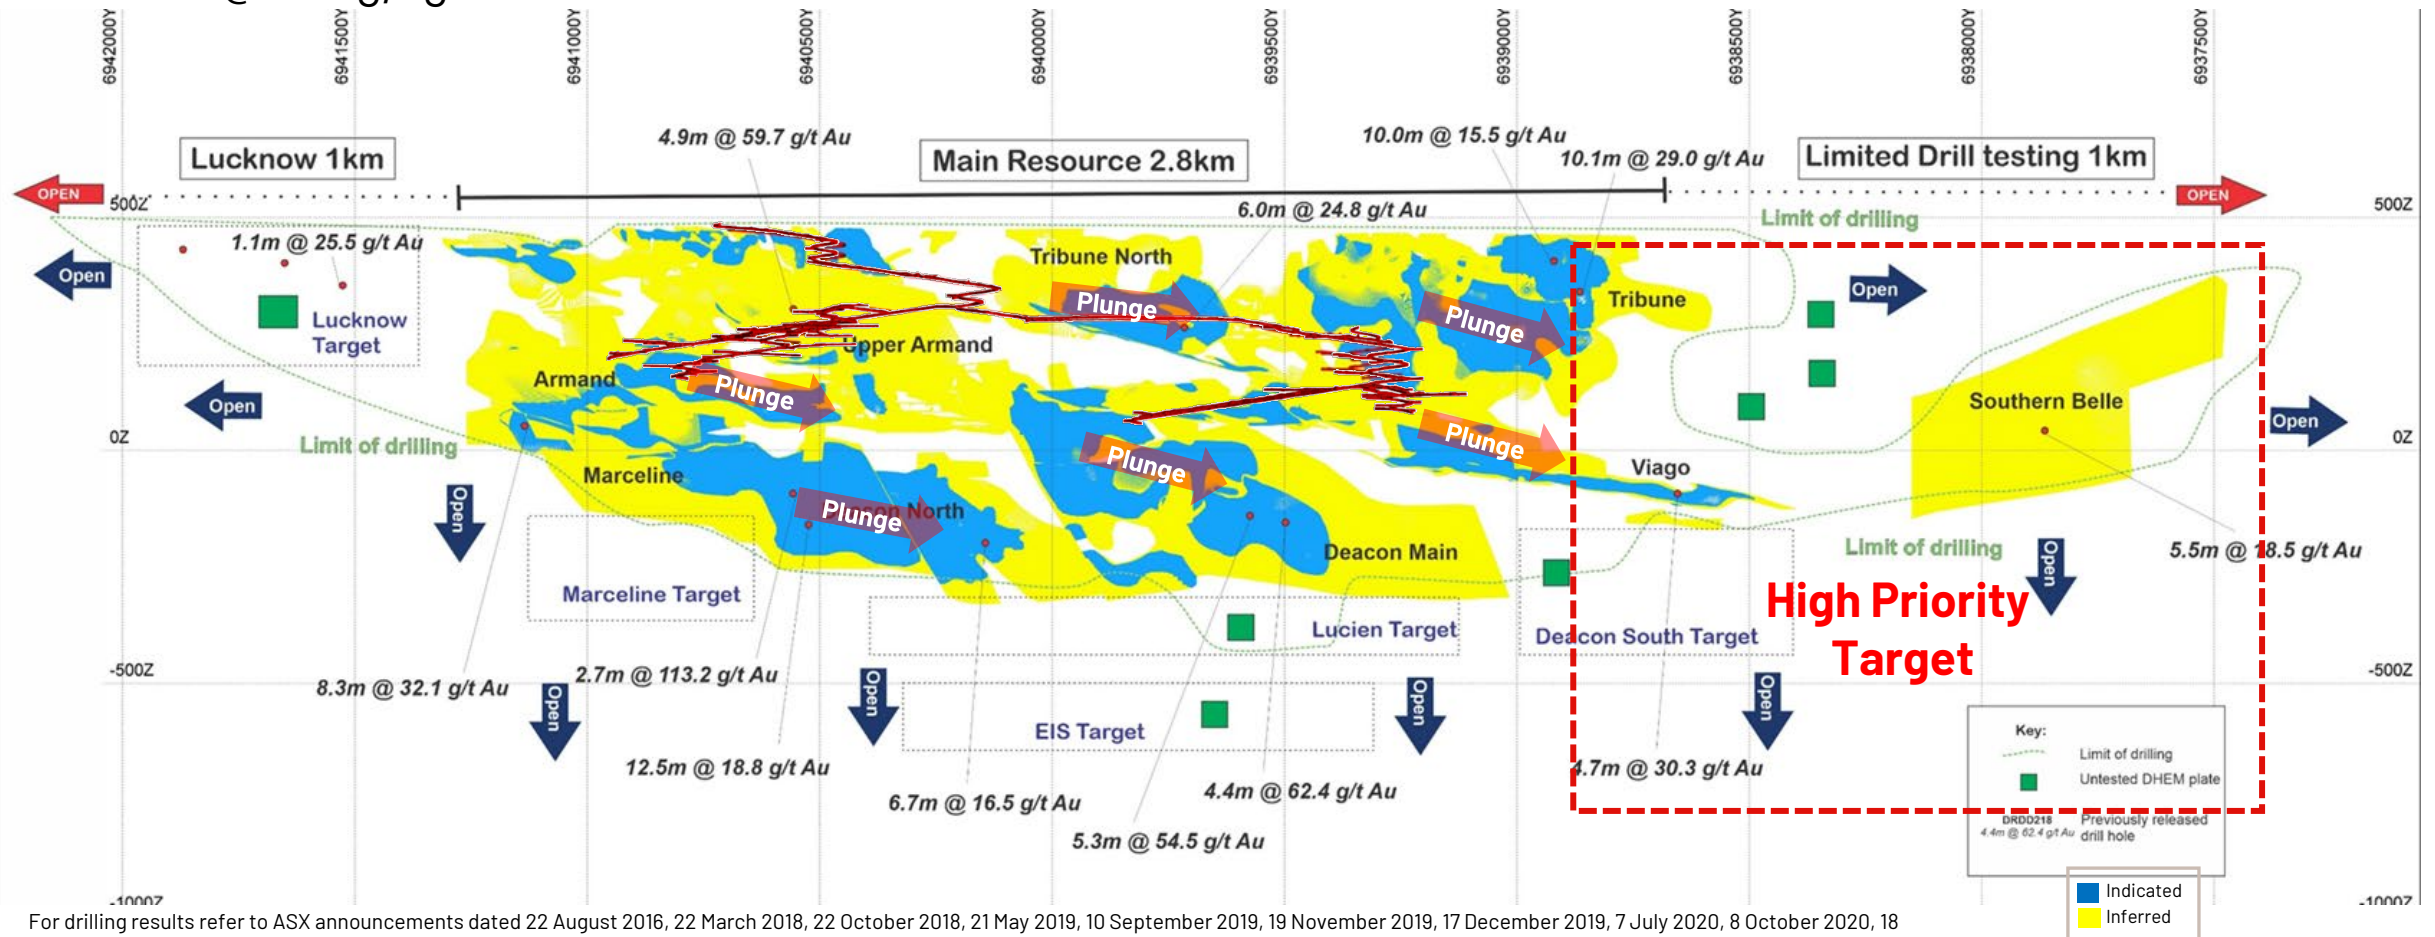 6942000Y
6941500Y
6941000Y
6940500Y
6940000Y
6939500Y
6939000Y
6938500Y
6938000Y
6937500Y
4.9m @ 59.7 g/t Au
10.0m @ 15.5 g/t Au
10.1m @ 29.0 g/t Au
Lucknow 1km
Main Resource 2.8km
Limited Drill testing 1km
OPEN
OPEN
500Z
500Z
6.0m @ 24.8 g/t Au
Limit of drilling
1.1m @ 25.5 g/t Au
Tribune North
Open
Open
Plunge
Plunge
Tribune
Lucknow
Target
Upper Armand
Armand
Plunge
Open
Southern Belle
Open
0Z
0Z
Limit of drilling
Plunge
Plunge
Marceline
Viago
Open
Plunge
North
Deacon Main
Limit of drilling
5.5m @ 18.5 g/t Au
Open
Marceline Target
High Priority
Target
Lucien Target
Deacon South Target
-500Z
-500Z
2.7m @ 113.2 g/t Au
8.3m @ 32.1 g/t Au
Open
Open
Open
Open
EIS Target
Key:
Limit of drilling
Untested DHEM plate
DRDD218
4.4m @ 62.4 g/t Au
Previously released
drill hole
12.5m @ 18.8 g/t Au
4.7m @ 30.3 g/t Au
6.7m @ 16.5 g/t Au
4.4m @ 62.4 g/t Au
5.3m @ 54.5 g/t Au
-1000Z
-1000Z
Indicated
Inferred
For drilling results refer to ASX announcements dated 22 August 2016, 22 March 2018, 22 October 2018, 21 May 2019, 10 September 2019, 19 November 2019, 17 December 2019, 7 July 2020, 8 October 2020, 18